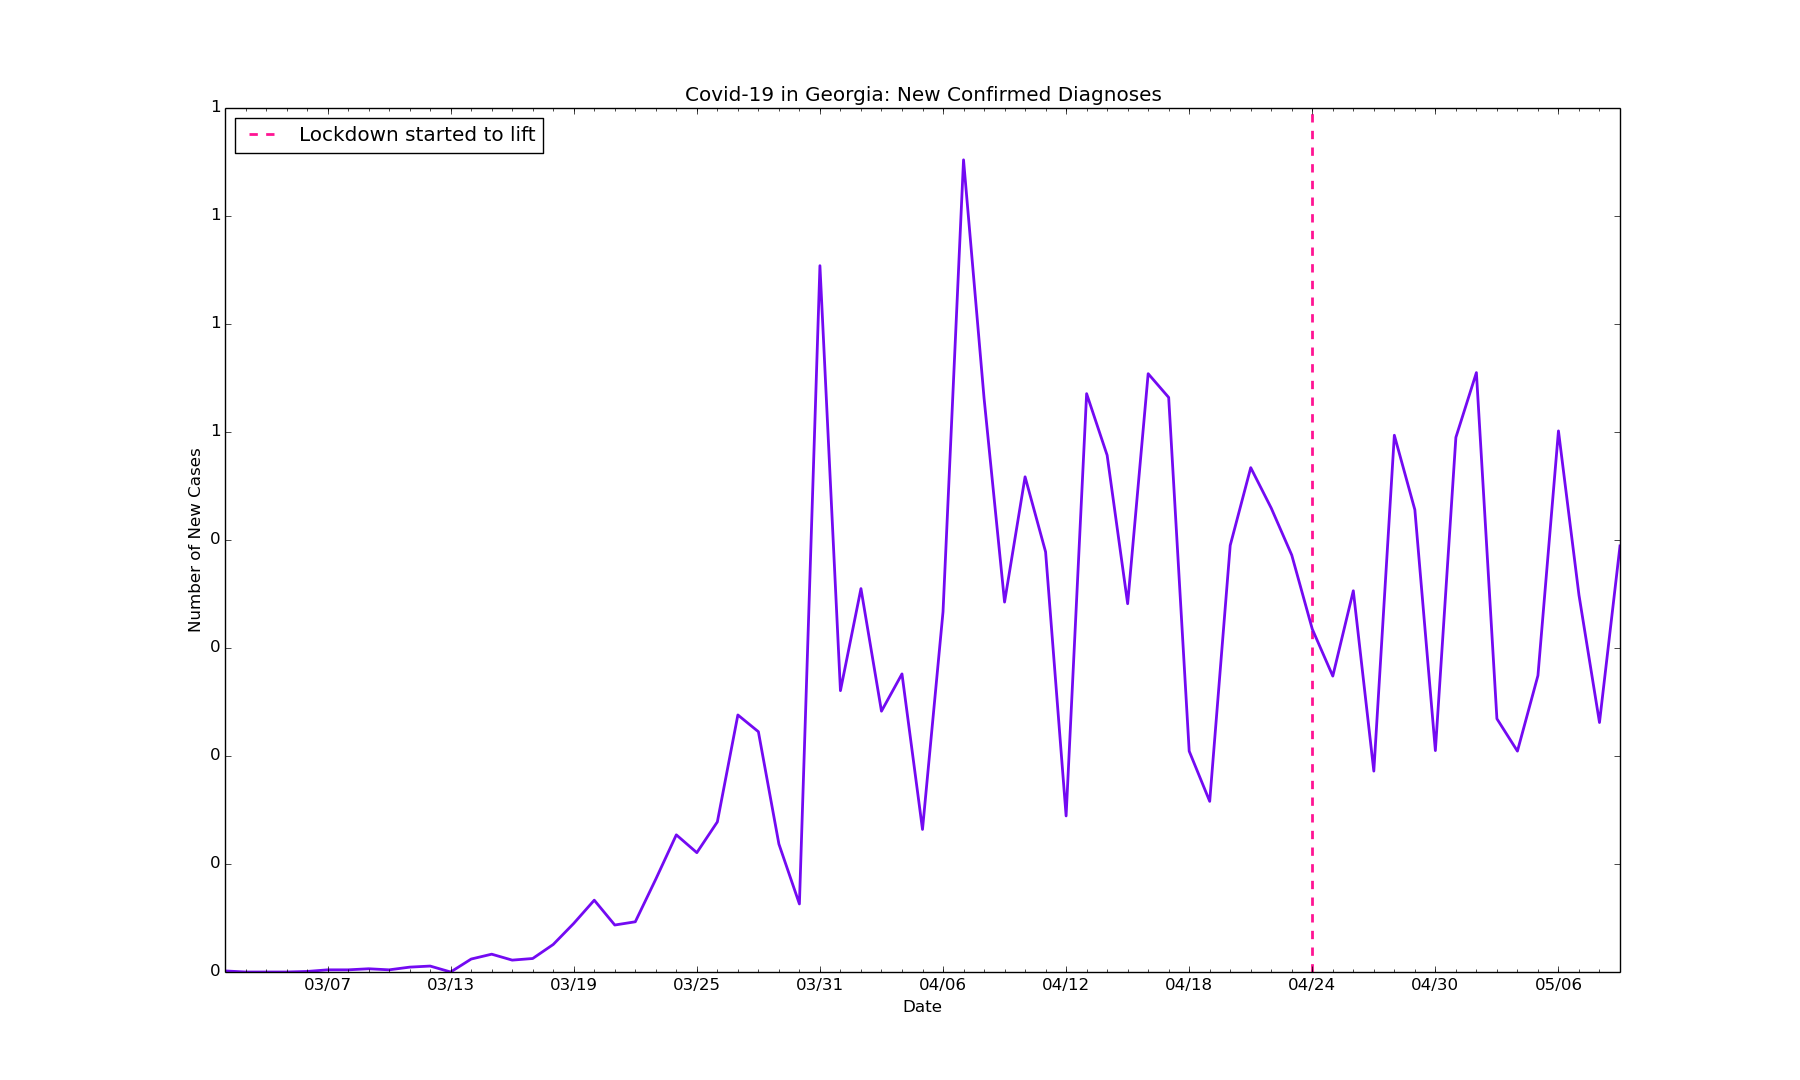 Covid-19 in Georgia: New Confirmed Diagnoses
Lockdown started to lift
1
1
1
1
0
0
0
0
0
Number of New Cases
03/07 03/13 03/19 03/25 03/31 04/06 04/12 04/18 04/24 04/30 05/06
Date